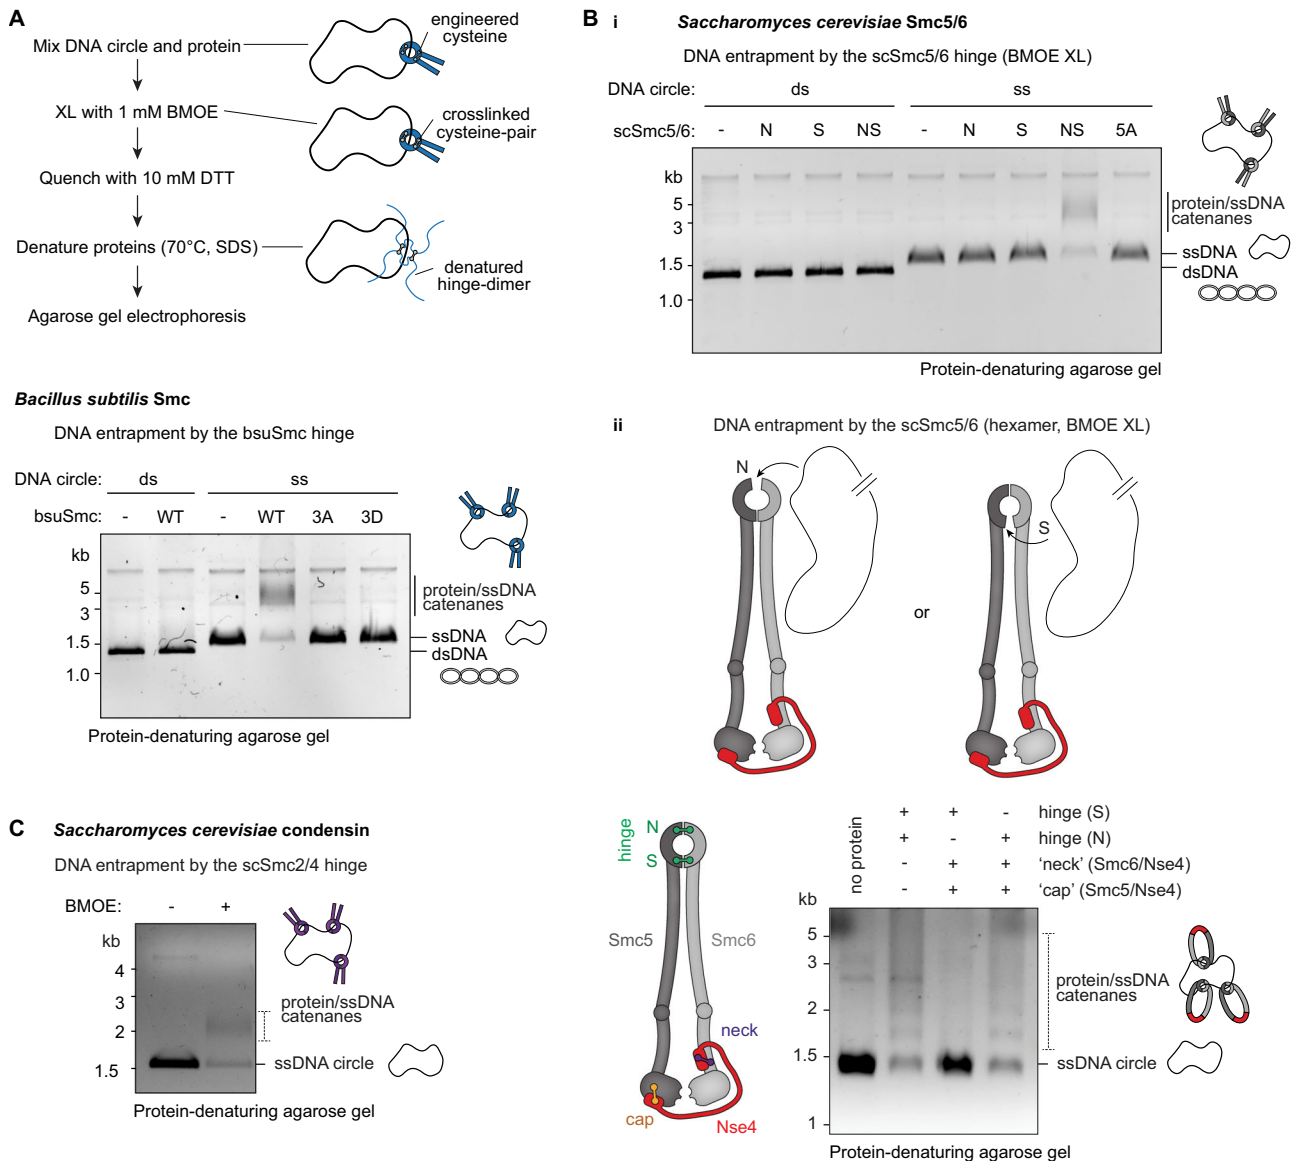 A
Mix DNA circle and protein
engineered
cysteine
XL with 1 mM BMOE
crosslinked
cysteine-pair
Quench with 10 mM DTT
Denature proteins (70°C, SDS)
denatured
hinge-dimer
Agarose gel electrophoresis
Bacillus subtilis Smc
DNA entrapment by the bsuSmc hinge
DNA circle: ds ss
bsuSmc: - WT - WT 3A 3D
kb
5
3
1.5
1.0
protein/ssDNA
catenanes
ssDNA
dsDNA
Protein-denaturing agarose gel
B i Saccharomyces cerevisiae Smc5/6
DNA entrapment by the scSmc5/6 hinge (BMOE XL)
DNA circle: ds ss
scSmc5/6: - N S NS - N S NS 5A
kb
5
3
1.5
1.0
protein/ssDNA
catenanes
ssDNA
dsDNA
Protein-denaturing agarose gel
ii DNA entrapment by the scSmc5/6 (hexamer, BMOE XL)
N
or
S
hinge
N
S
Smc5
Smc6
neck
cap
Nse4
no protein
+ + - hinge (S)
+ - + hinge (N)
- + + ‘neck’ (Smc6/Nse4)
- + + ‘cap’ (Smc5/Nse4)
kb
5
3
2
1.5
1
protein/ssDNA
catenanes
ssDNA circle
Protein-denaturing agarose gel
C Saccharomyces cerevisiae condensin
DNA entrapment by the scSmc2/4 hinge
BMOE: - +
kb
4
3
2
1.5
protein/ssDNA
catenanes
ssDNA circle
Protein-denaturing agarose gel